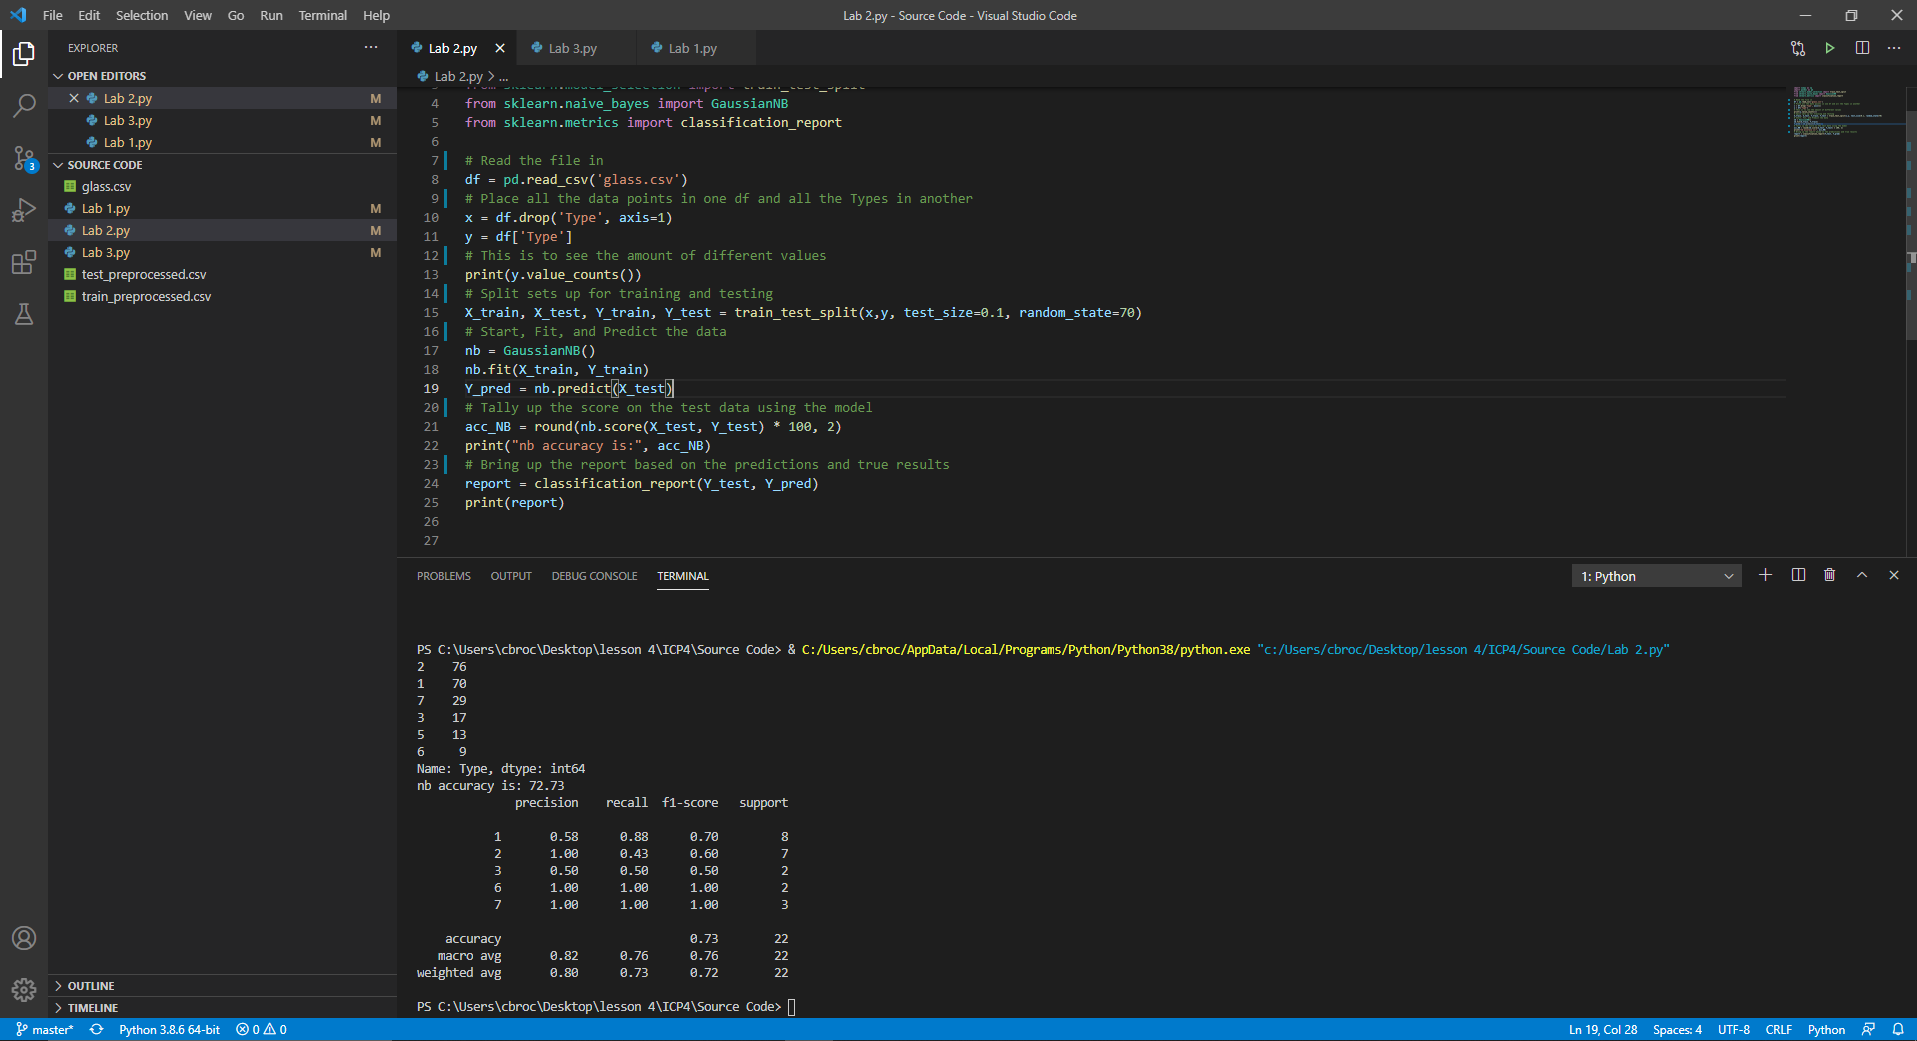 File Edit Selection View Go Run Terminal Help
Lab 2.py - Source Code - Visual Studio Code
EXPLORER
OPEN EDITORS
Lab 2.py M
Lab 3.py M
Lab 1.py M
3
SOURCE CODE
glass.csv
Lab 1.py M
Lab 2.py M
Lab 3.py M
test_preprocessed.csv
train_preprocessed.csv
OUTLINE
TIMELINE
Lab 2.py Lab 3.py Lab 1.py
Lab 2.py > ...
3 from sklearn.model_selection import train_test_split
4 from sklearn.naive_bayes import GaussianNB
5 from sklearn.metrics import classification_report
6
7 # Read the file in
8 df = pd.read_csv('glass.csv')
9 # Place all the data points in one df and all the Types in another
10 x = df.drop('Type', axis=1)
11 y = df['Type']
12 # This is to see the amount of different values
13 print(y.value_counts())
14 # Split sets up for training and testing
15 X_train, X_test, Y_train, Y_test = train_test_split(x,y, test_size=0.1, random_state=70)
16 # Start, Fit, and Predict the data
17 nb = GaussianNB()
18 nb.fit(X_train, Y_train)
19 Y_pred = nb.predict(X_test)
20 # Tally up the score on the test data using the model
21 acc_NB = round(nb.score(X_test, Y_test) * 100, 2)
22 print("nb accuracy is:", acc_NB)
23 # Bring up the report based on the predictions and true results
24 report = classification_report(Y_test, Y_pred)
25 print(report)
26
27
PROBLEMS OUTPUT DEBUG CONSOLE TERMINAL 1: Python
PS C:\Users\cbroc\Desktop\lesson 4\ICP4\Source Code> & C:/Users/cbroc/AppData/Local/Programs/Python/Python38/python.exe "c:/Users/cbroc/Desktop/lesson 4/ICP4/Source Code/Lab 2.py"
2 76
1 70
7 29
3 17
5 13
6 9
Name: Type, dtype: int64
nb accuracy is: 72.73
precision recall f1-score support
1 0.58 0.88 0.70 8
2 1.00 0.43 0.60 7
3 0.50 0.50 0.50 2
6 1.00 1.00 1.00 2
7 1.00 1.00 1.00 3
accuracy 0.73 22
macro avg 0.82 0.76 0.76 22
weighted avg 0.80 0.73 0.72 22
PS C:\Users\cbroc\Desktop\lesson 4\ICP4\Source Code>
master* Python 3.8.6 64-bit 0 0 Ln 19, Col 28 Spaces: 4 UTF-8 CRLF Python